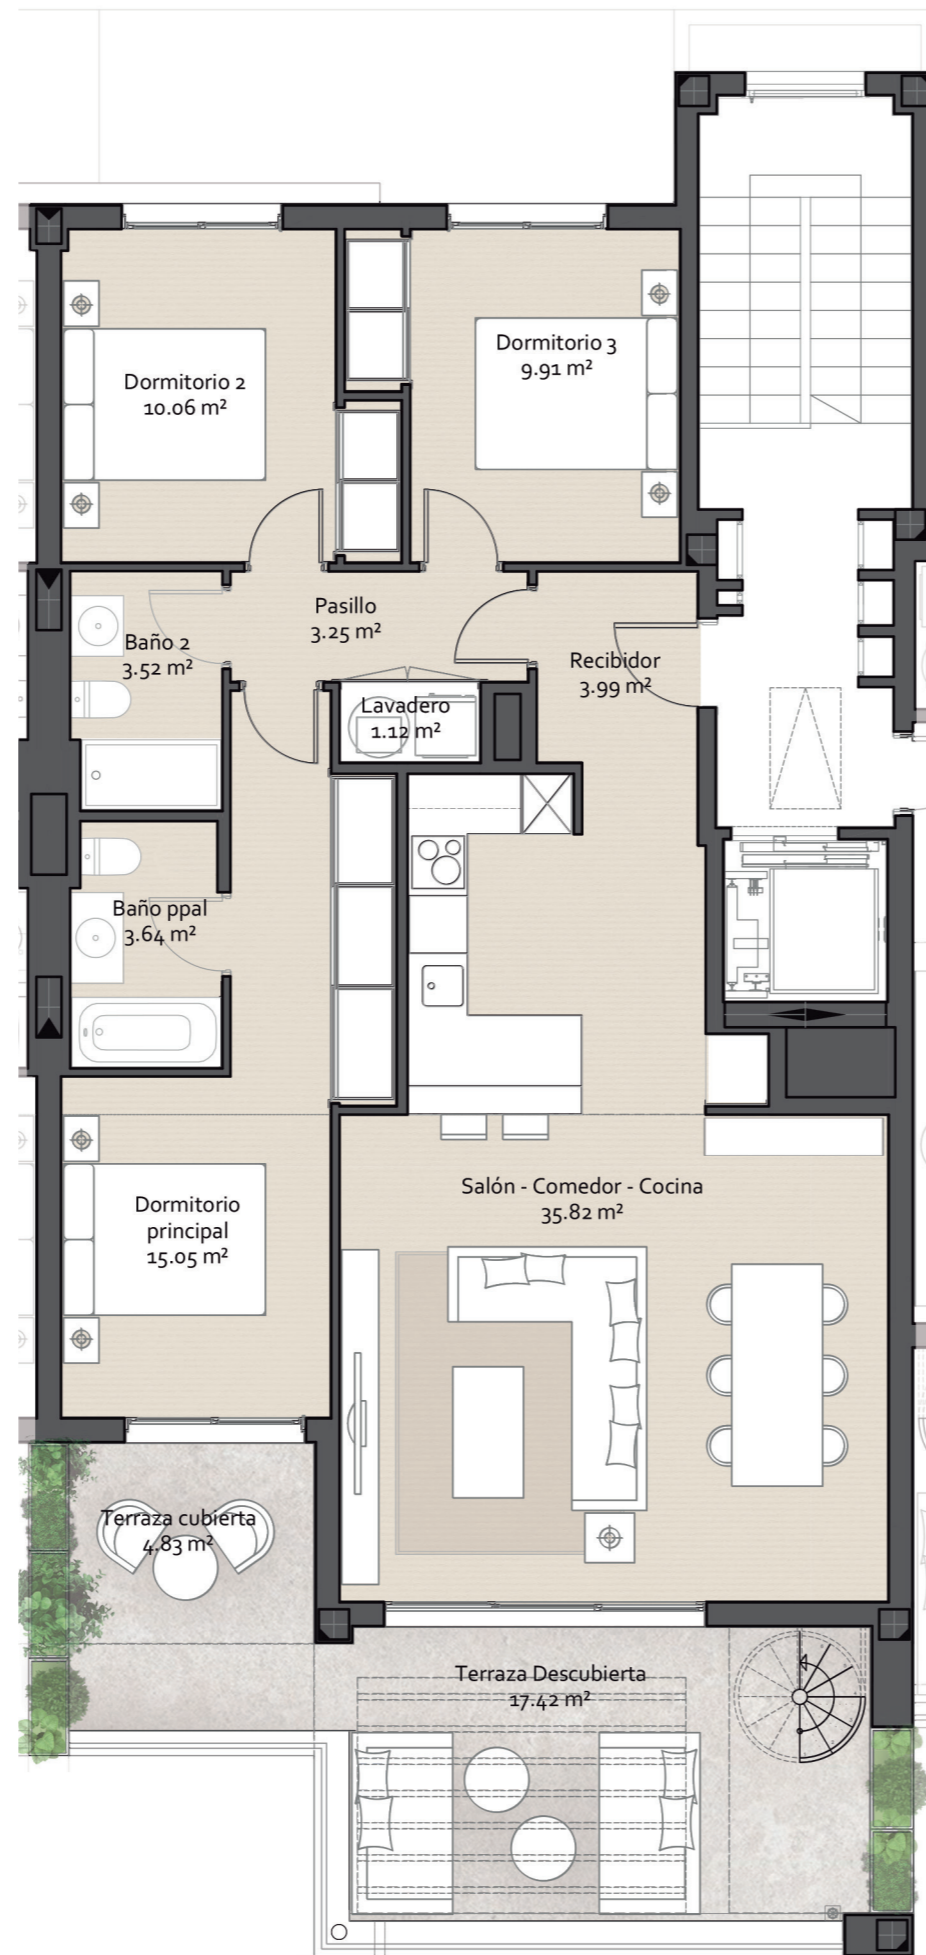 Dormitorio 3
9.91 m²
Dormitorio 2
10.06 m²
Pasillo
3.25 m²
Baño 2
3.52 m²
Recibidor
3.99 m²
Lavadero
1.12 m²
Baño ppal
3.64 m²
Salón - Comedor - Cocina
35.82 m²
Dormitorio
principal
15.05 m²
Terraza cubierta
4.83 m²
Terraza Descubierta
17.42 m²